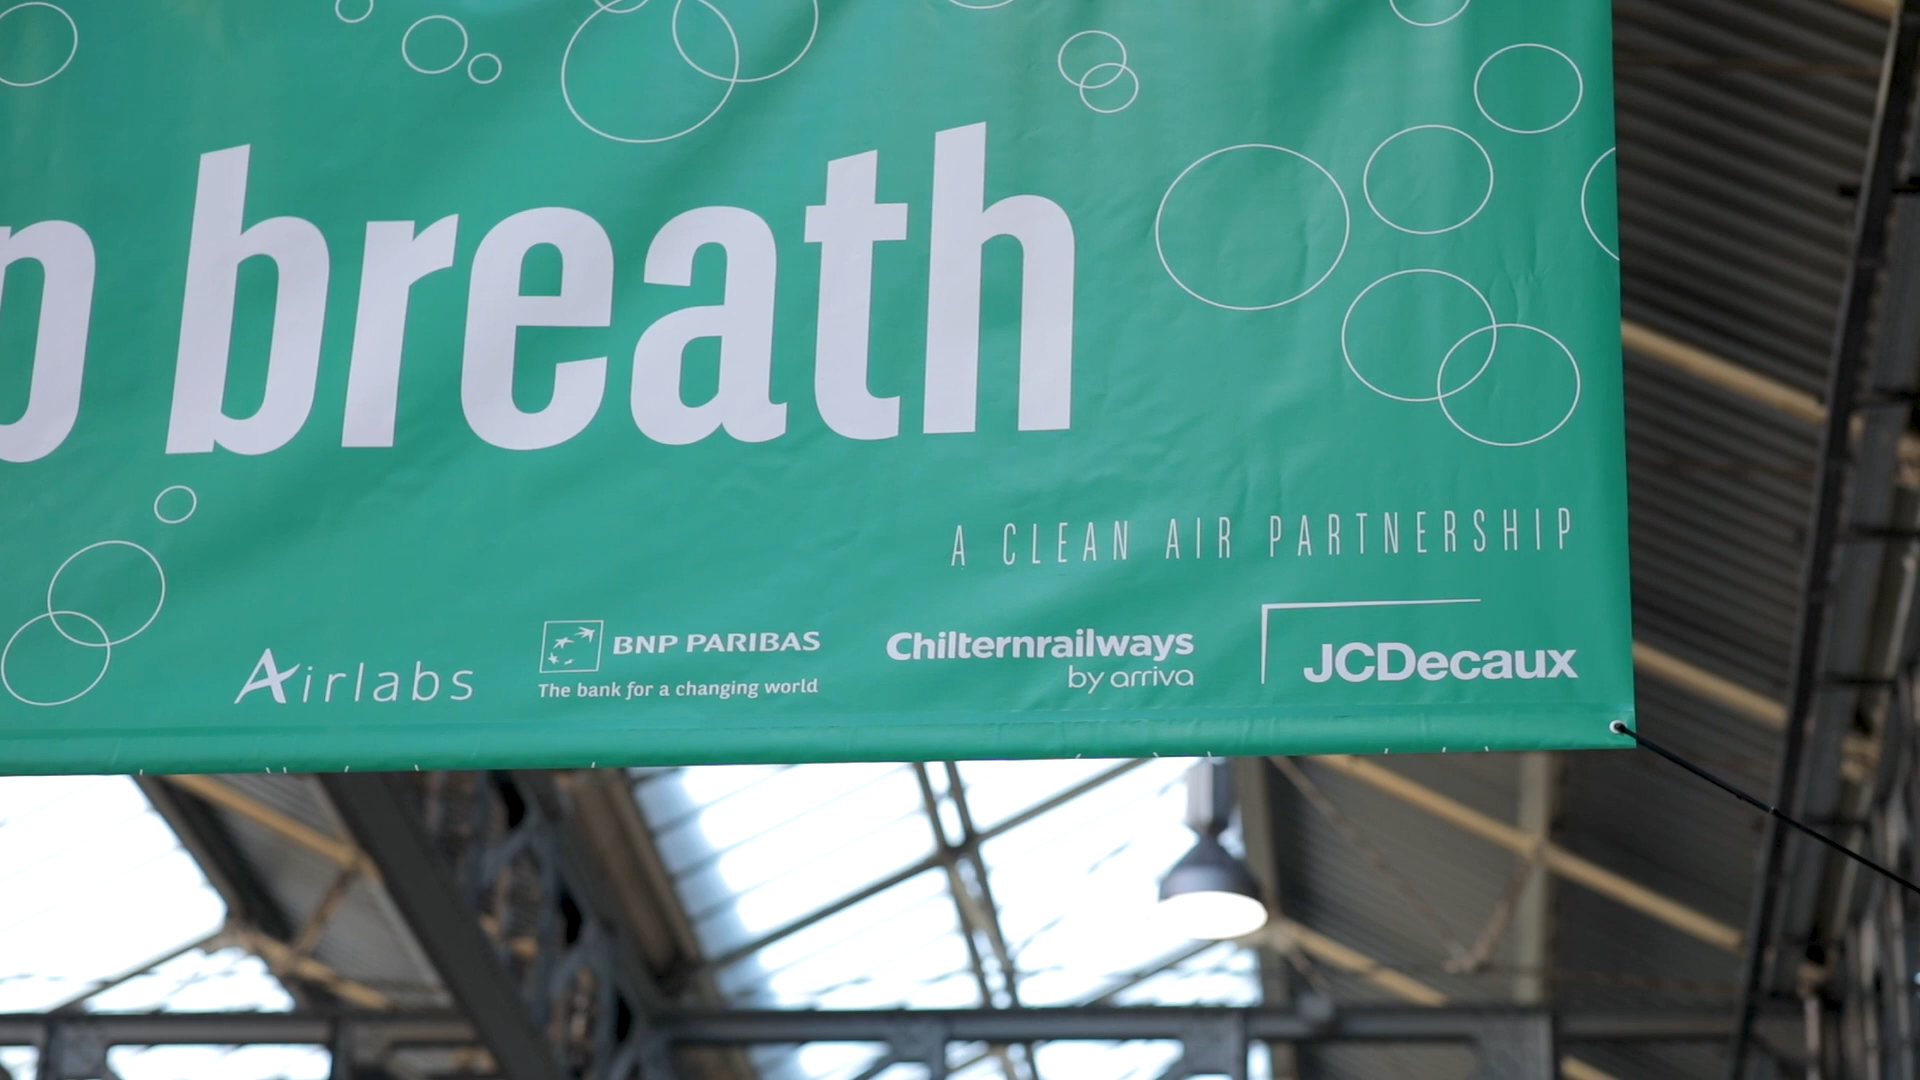 p breath
A CLEAN AIR PARTNERSHIP
Airlabs
BNP PARIBAS
The bank for a changing world
Chilternrailways
by arriva
JCDecaux